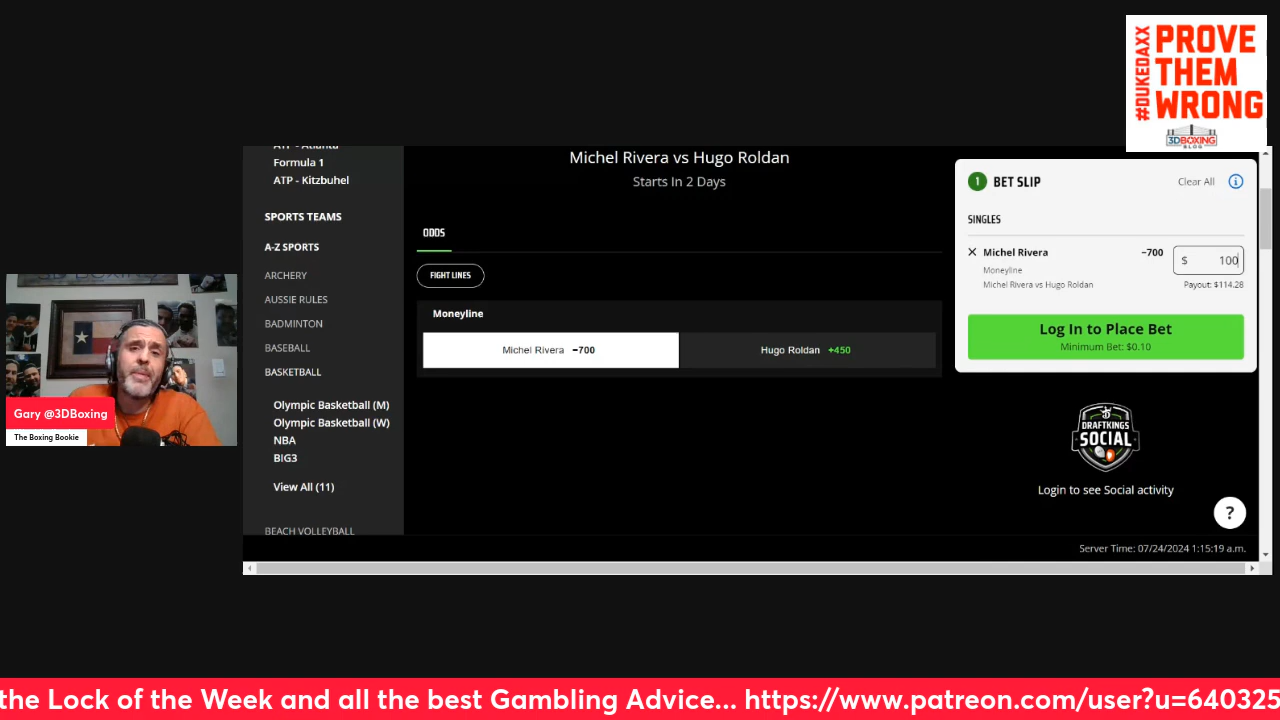 #DUKEDAXX
PROVE
THEM
WRONG
3DBOXING
BLOG
ATP - Atlanta
Formula 1
ATP - Kitzbuhel
SPORTS TEAMS
A-Z SPORTS
ARCHERY
AUSSIE RULES
BADMINTON
BASEBALL
BASKETBALL
Olympic Basketball (M)
Olympic Basketball (W)
NBA
BIG3
View All (11)
BEACH VOLLEYBALL
Michel Rivera vs Hugo Roldan
Starts In 2 Days
ODDS
FIGHT LINES
Moneyline
Michel Rivera −700
Hugo Roldan +450
1 BET SLIP
Clear All
SINGLES
Michel Rivera −700
$ 100
Moneyline
Michel Rivera vs Hugo Roldan
Payout: $114.28
Log In to Place Bet
Minimum Bet: $0.10
DRAFTKINGS
SOCIAL
Login to see Social activity
?
Server Time: 07/24/2024 1:15:19 a.m.
Gary @3DBoxing
The Boxing Bookie
the Lock of the Week and all the best Gambling Advice... https://www.patreon.com/user?u=640325